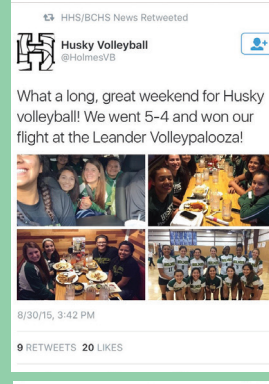 HHS/BCHS News Retweeted
Husky Volleyball
@HolmesVB
What a long, great weekend for Husky
volleyball! We went 5-4 and won our
flight at the Leander Volleypalooza!
8/30/15, 3:42 PM
9 RETWEETS 20 LIKES